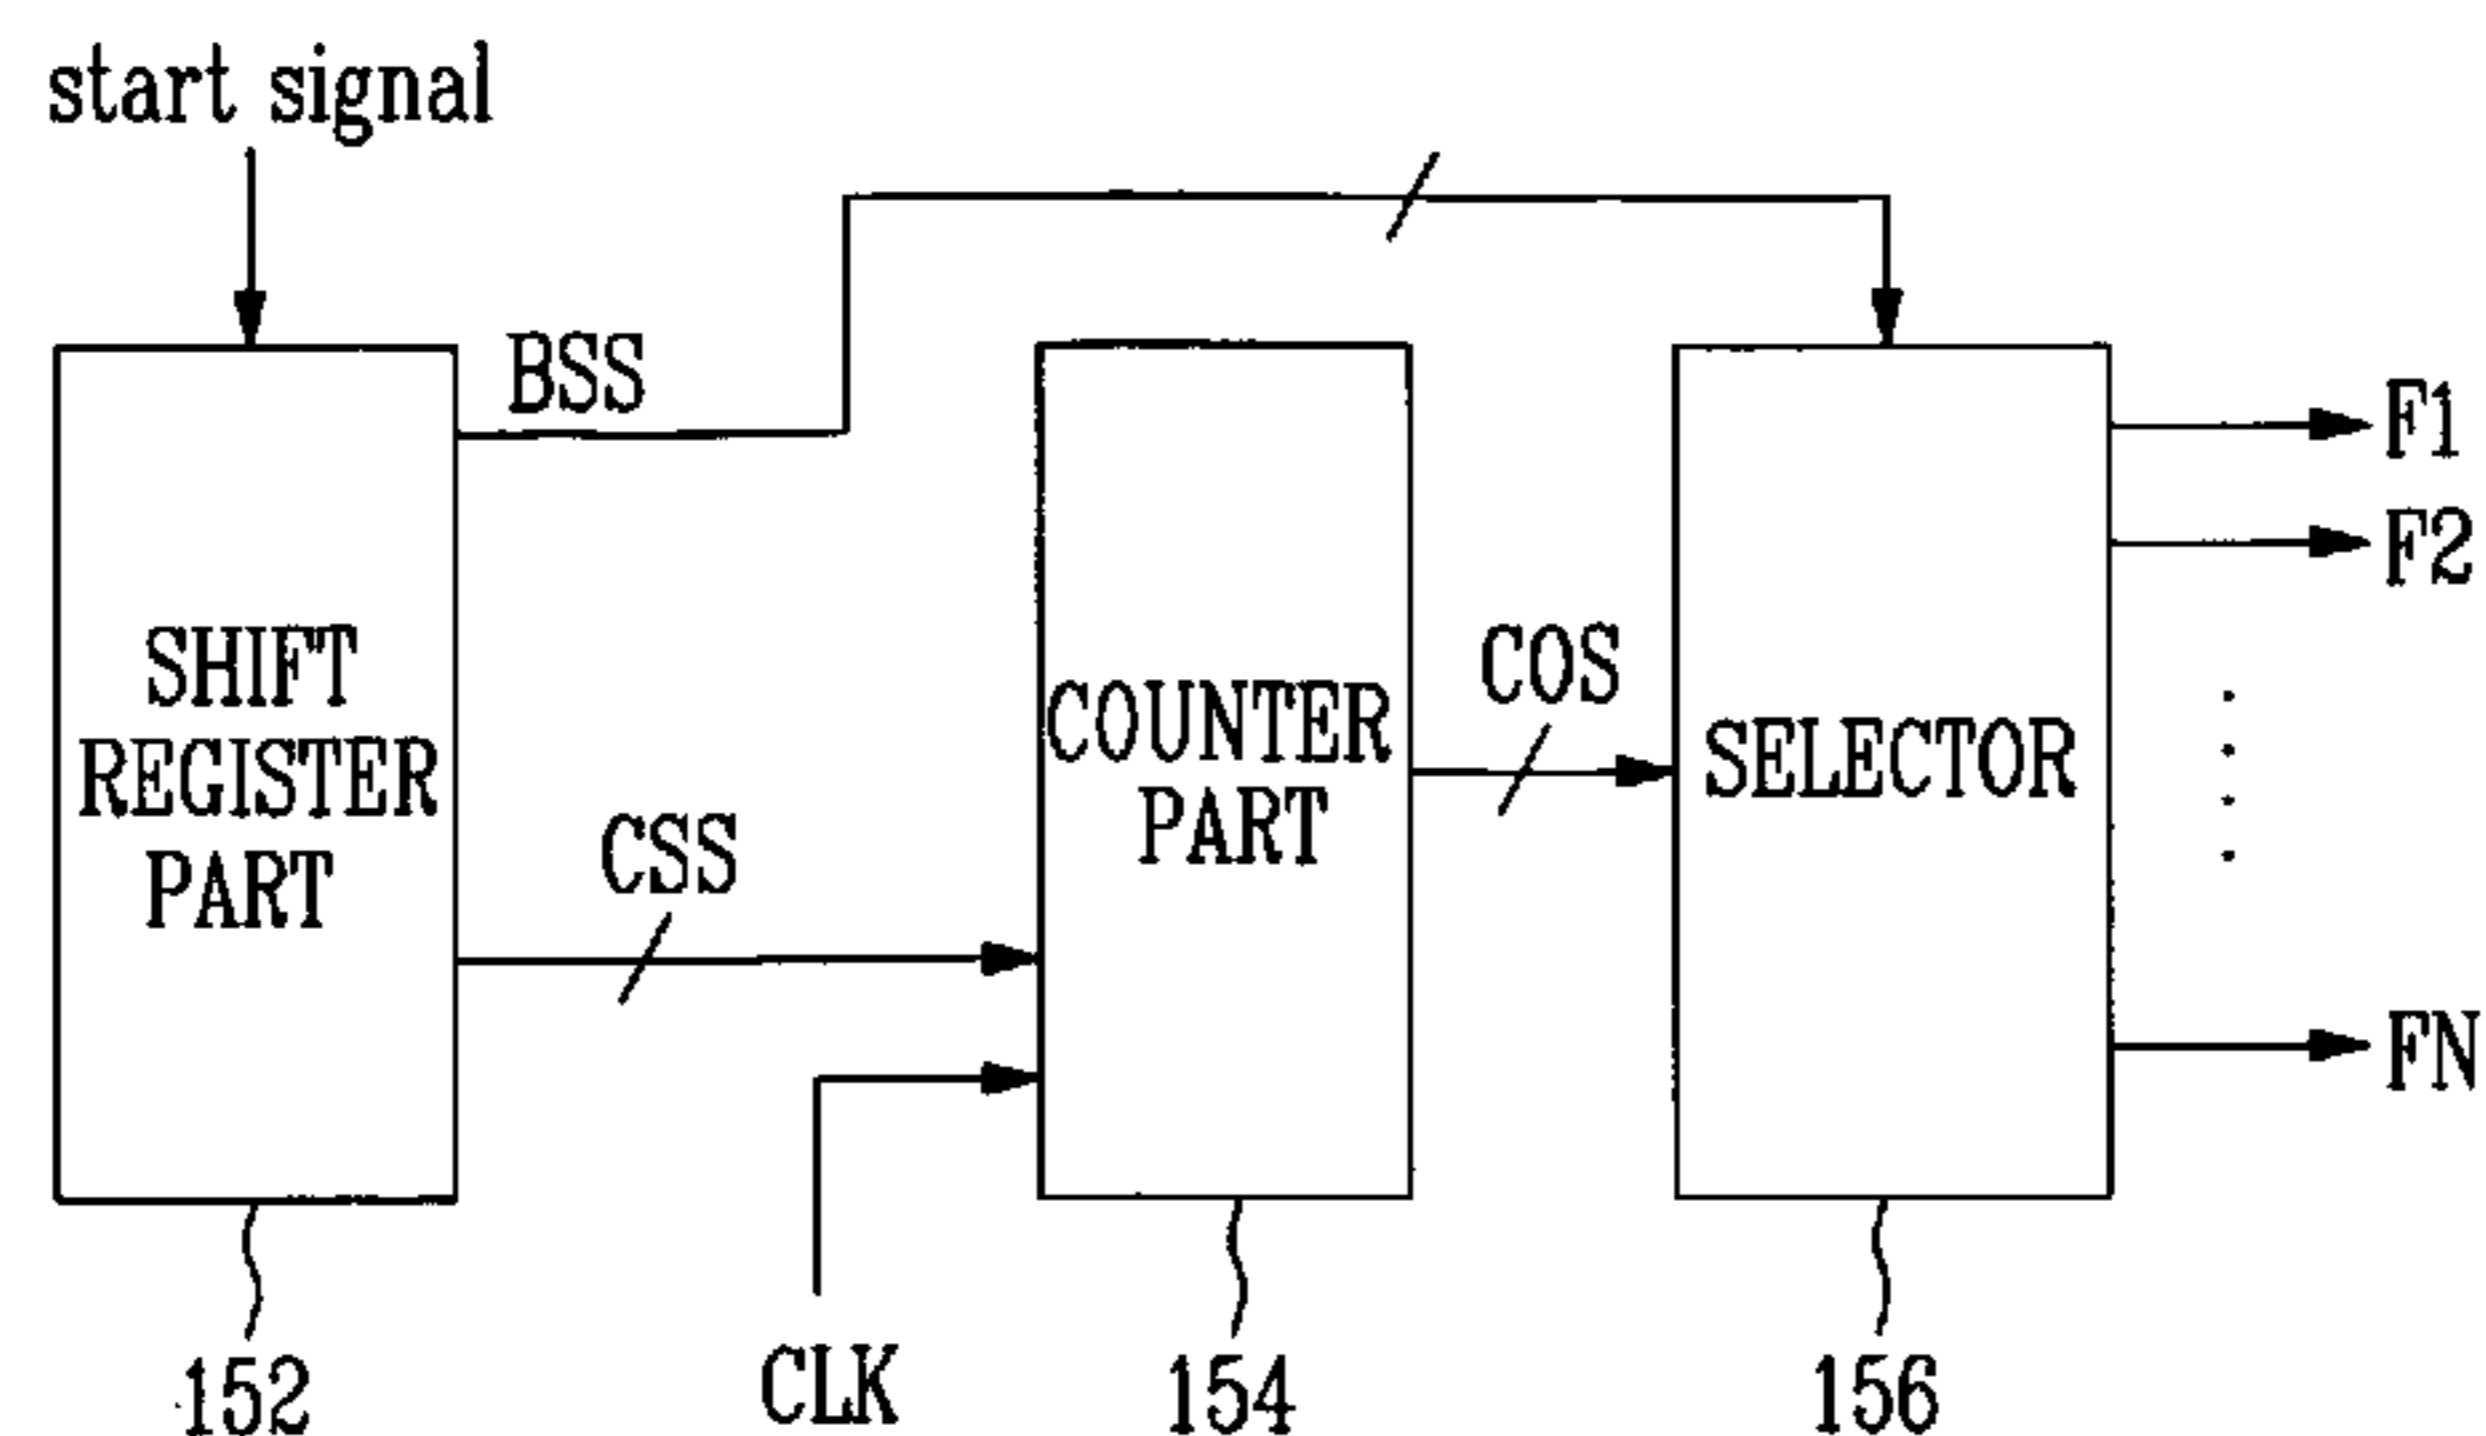 start signal
BSS
F1
F2
SHIFT
REGISTER
PART
COUNTER
PART
COS
SELECTOR
CSS
FN
CLK
152
154
156